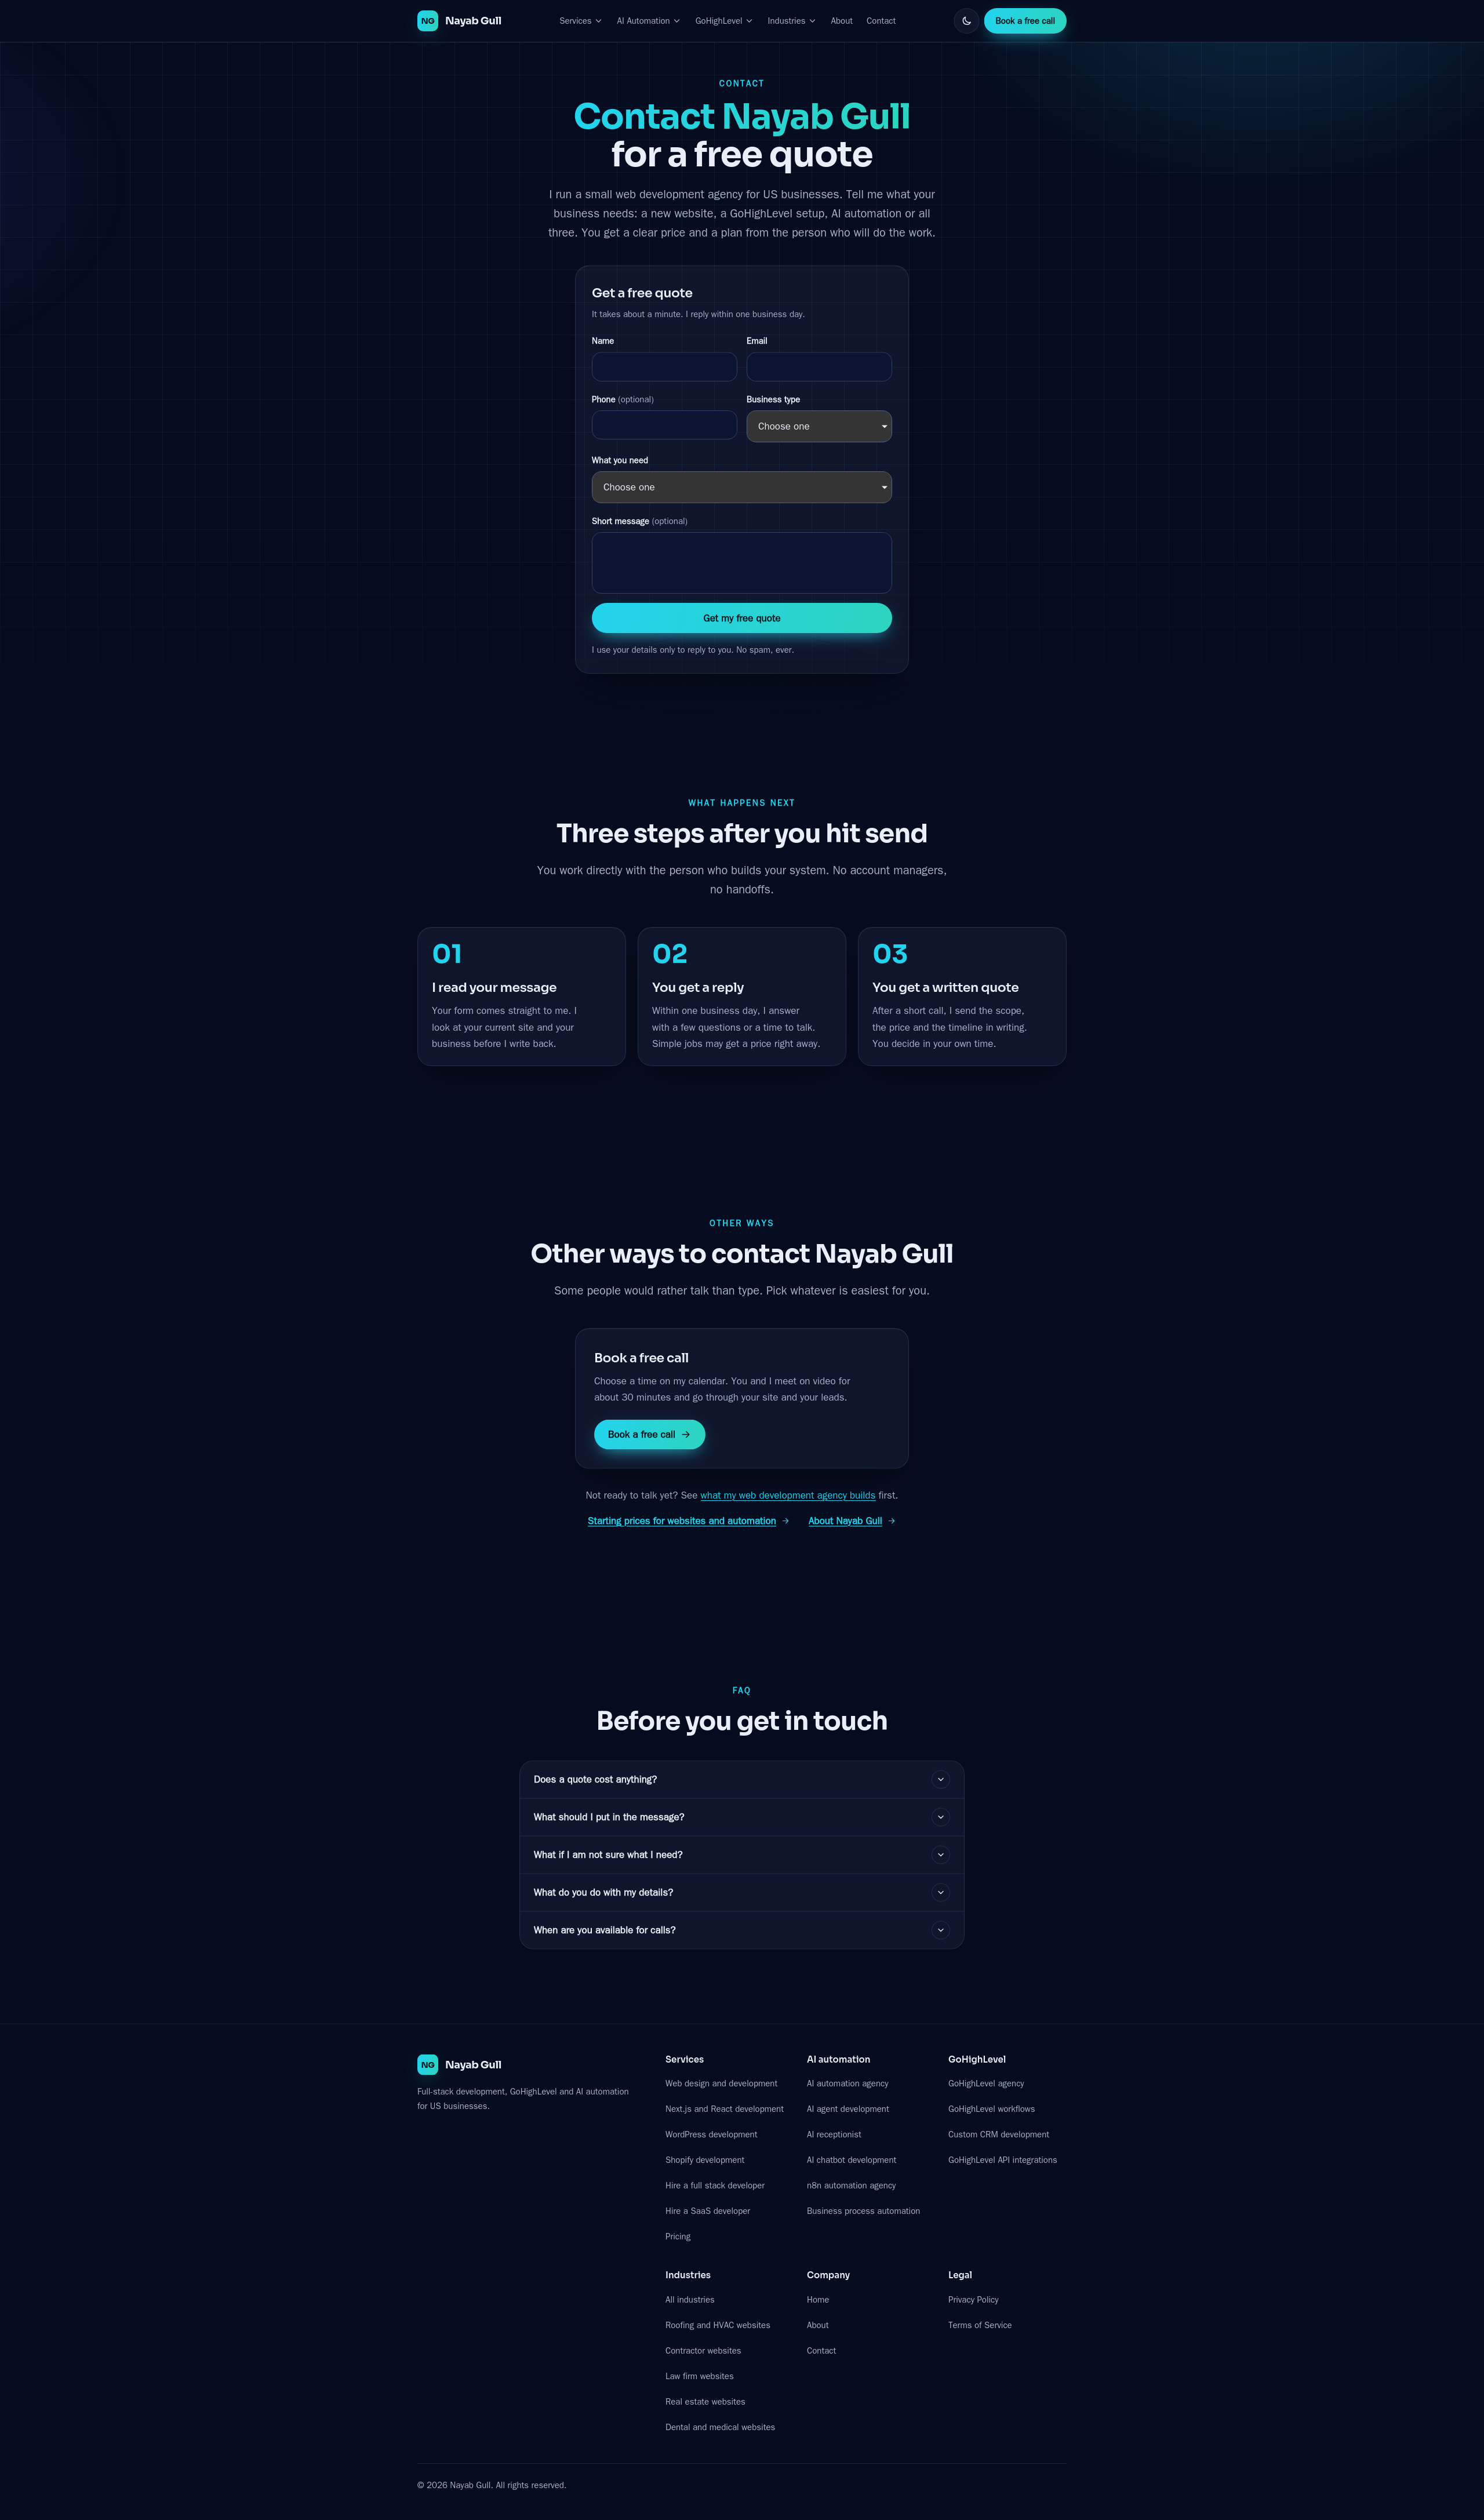 NG Nayab Gull Services AI Automation GoHighLevel Industries About Contact Book a free call
CONTACT
Contact Nayab Gull
for a free quote
I run a small web development agency for US businesses. Tell me what your
business needs: a new website, a GoHighLevel setup, AI automation or all
three. You get a clear price and a plan from the person who will do the work.
Get a free quote
It takes about a minute. I reply within one business day.
Name Email
Phone (optional) Business type
Choose one
What you need
Choose one
Short message (optional)
Get my free quote
I use your details only to reply to you. No spam, ever.
WHAT HAPPENS NEXT
Three steps after you hit send
You work directly with the person who builds your system. No account managers,
no handoffs.
01
I read your message
Your form comes straight to me. I
look at your current site and your
business before I write back.
02
You get a reply
Within one business day, I answer
with a few questions or a time to talk.
Simple jobs may get a price right away.
03
You get a written quote
After a short call, I send the scope,
the price and the timeline in writing.
You decide in your own time.
OTHER WAYS
Other ways to contact Nayab Gull
Some people would rather talk than type. Pick whatever is easiest for you.
Book a free call
Choose a time on my calendar. You and I meet on video for
about 30 minutes and go through your site and your leads.
Book a free call →
Not ready to talk yet? See what my web development agency builds first.
Starting prices for websites and automation → About Nayab Gull →
FAQ
Before you get in touch
Does a quote cost anything?
What should I put in the message?
What if I am not sure what I need?
What do you do with my details?
When are you available for calls?
NG Nayab Gull
Full-stack development, GoHighLevel and AI automation
for US businesses.
Services
Web design and development
Next.js and React development
WordPress development
Shopify development
Hire a full stack developer
Hire a SaaS developer
Pricing
AI automation
AI automation agency
AI agent development
AI receptionist
AI chatbot development
n8n automation agency
Business process automation
GoHighLevel
GoHighLevel agency
GoHighLevel workflows
Custom CRM development
GoHighLevel API integrations
Industries
All industries
Roofing and HVAC websites
Contractor websites
Law firm websites
Real estate websites
Dental and medical websites
Company
Home
About
Contact
Legal
Privacy Policy
Terms of Service
© 2026 Nayab Gull. All rights reserved.